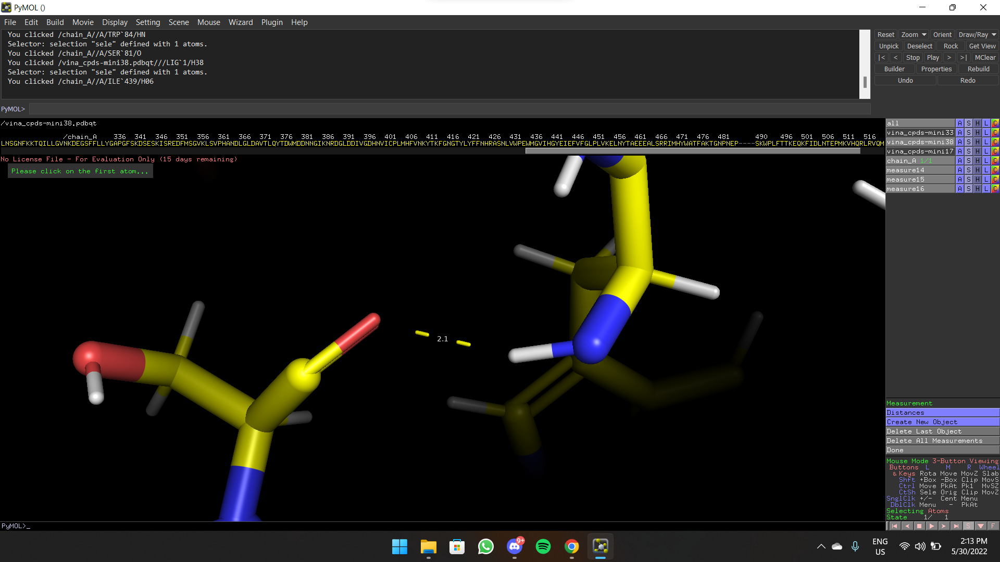 PyMOL ()
File Edit Build Movie Display Setting Scene Mouse Wizard Plugin Help
You clicked /chain_A//A/TRP`84/HN
Selector: selection "sele" defined with 1 atoms.
You clicked /chain_A//A/SER`81/O
You clicked /vina_cpds-mini38.pdbqt///LIG`1/H38
Selector: selection "sele" defined with 1 atoms.
You clicked /chain_A//A/ILE`439/H06
Reset Zoom Orient Draw/Ray
Unpick Deselect Rock Get View
|< < Stop Play > >| MClear
Builder Properties Rebuild
Undo Redo
PyMOL>
/vina_cpds-mini38.pdbqt
/chain_A 336 341 346 351 356 361 366 371 376 381 386 391 396 401 406 411 416 421 426 431 436 441 446 451 456 461 466 471 476 481 490 496 501 506 511 516
LNSGNFKKTQILLGVNKDEGSFFLLYGAPGFSKDSESKISREDFMSGVKLSVPHANDLGLDAVTLQYTDWMDDNNGIKNRDGLDDIVGDHNVICPLMHFVNKYTKFGNGTYLYFFNHRASNLVWPEWMGVIHGYEIEFVFGLPLVKELNYTAEEEALSRRIMHYWATFAKTGNPNEP----SKWPLFTTKEQKFIDLNTEPMKVHQRLRVQM
No License File - For Evaluation Only (15 days remaining)
Please click on the first atom...
2.1
all A S H L C
vina_cpds-mini33 A S H L C
vina_cpds-mini38 A S H L C
vina_cpds-mini17 A S H L C
chain_A 1/1 A S H L C
measure14 A S H L C
measure15 A S H L C
measure16 A S H L C
Measurement
Distances
Create New Object
Delete Last Object
Delete All Measurements
Done
Mouse Mode 3-Button Viewing
Buttons L M R Wheel
& Keys Rota Move MovZ Slab
Shft +Box -Box Clip MovS
Ctrl Move PkAt Pk1 MvSZ
CtSh Sele Orig Clip MovZ
SnglClk +/- Cent Menu
DblClk Menu - PkAt
Selecting Atoms
State 1/ 1
S F
PyMOL>_
9+
ENG
US
2:13 PM
5/30/2022